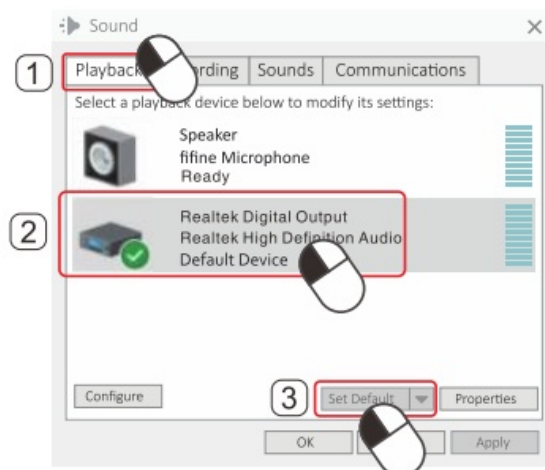 Sound
1
Playback Recording Sounds Communications
Select a playback device below to modify its settings:
Speaker
fifine Microphone
Ready
2
Realtek Digital Output
Realtek High Definition Audio
Default Device
Configure
3
Set Default
Properties
OK
Apply